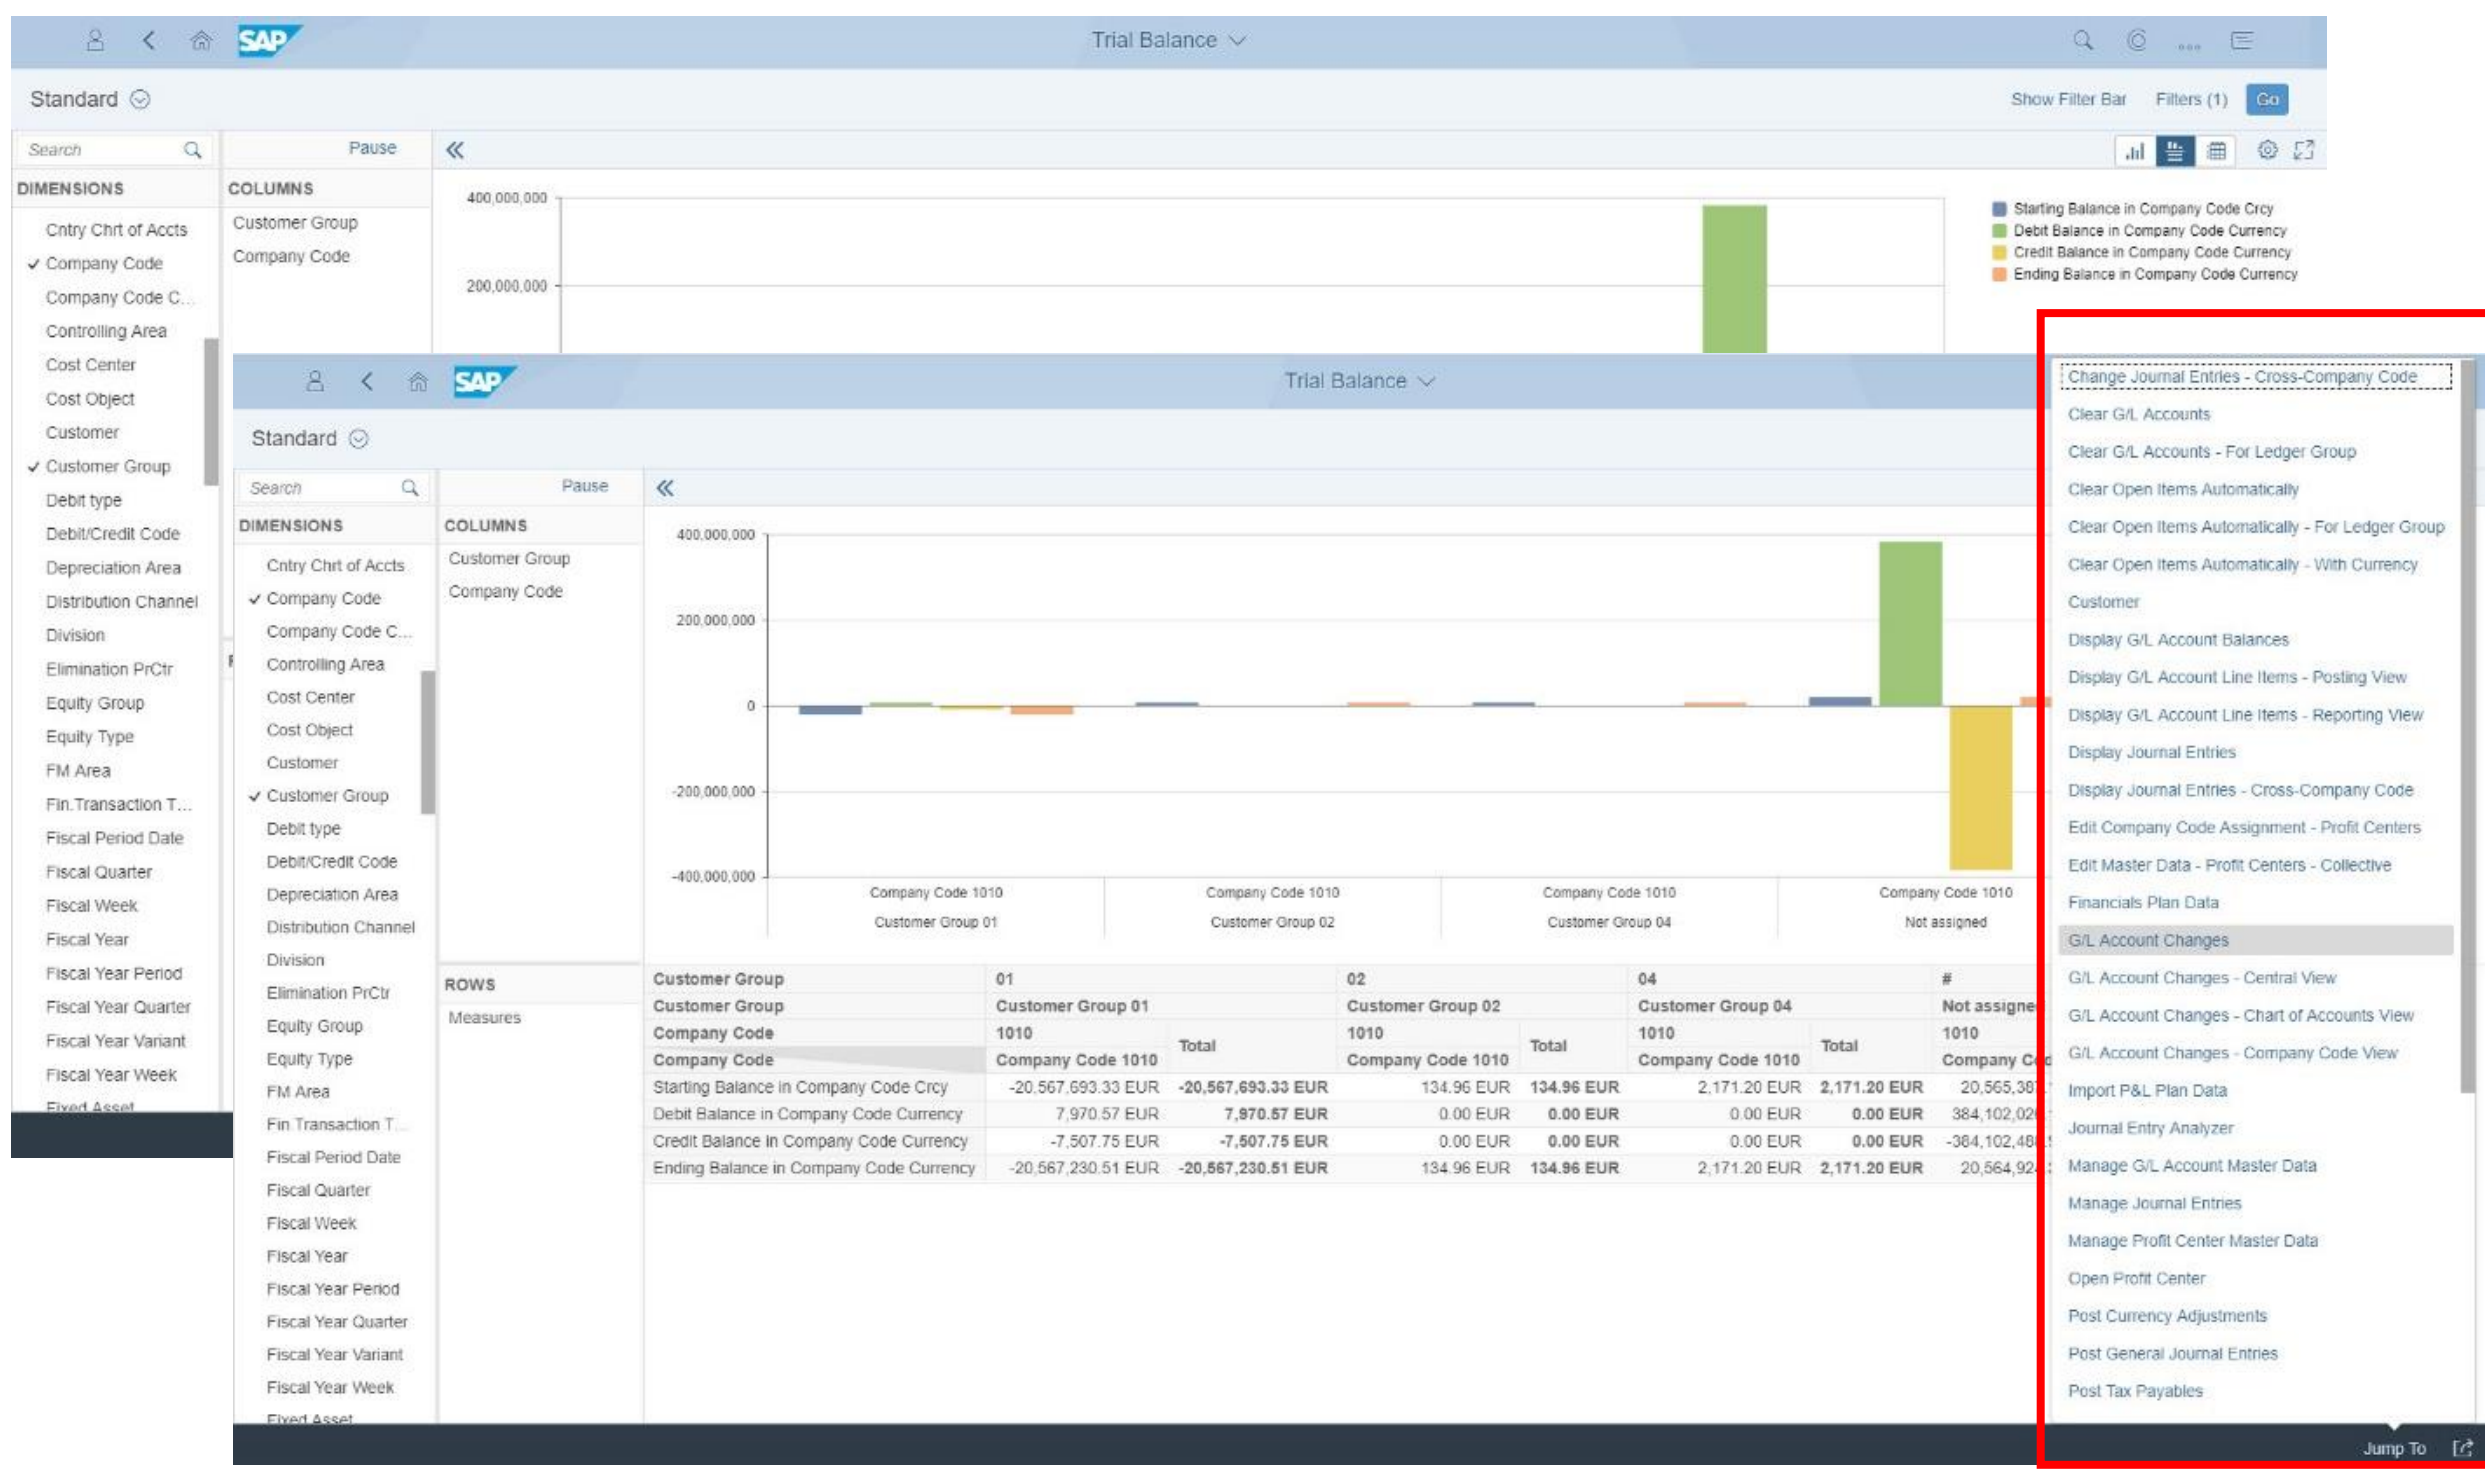 SAP
Trial Balance
Standard
Show Filter Bar
Filters (1)
Go
Search
Pause
DIMENSIONS
COLUMNS
Cntry Chrt of Accts
Company Code
Company Code C...
Controlling Area
Cost Center
Cost Object
Customer
Customer Group
Debit type
Debit/Credit Code
Depreciation Area
Distribution Channel
Division
Elimination PrCtr
Equity Group
Equity Type
FM Area
Fin.Transaction T...
Fiscal Period Date
Fiscal Quarter
Fiscal Week
Fiscal Year
Fiscal Year Period
Fiscal Year Quarter
Fiscal Year Variant
Fiscal Year Week
Fixed Asset
Customer Group
Company Code
400,000,000
200,000,000
Starting Balance in Company Code Crcy
Debit Balance in Company Code Currency
Credit Balance in Company Code Currency
Ending Balance in Company Code Currency
SAP
Trial Balance
Standard
Search
Pause
DIMENSIONS
COLUMNS
Cntry Chrt of Accts
Company Code
Company Code C...
Controlling Area
Cost Center
Cost Object
Customer
Customer Group
Debit type
Debit/Credit Code
Depreciation Area
Distribution Channel
Division
Elimination PrCtr
Equity Group
Equity Type
FM Area
Fin.Transaction T...
Fiscal Period Date
Fiscal Quarter
Fiscal Week
Fiscal Year
Fiscal Year Period
Fiscal Year Quarter
Fiscal Year Variant
Fiscal Year Week
Fixed Asset
Customer Group
Company Code
ROWS
Measures
400,000,000
200,000,000
0
-200,000,000
-400,000,000
Company Code 1010 Company Code 1010 Company Code 1010 Company Code 1010
Customer Group 01 Customer Group 02 Customer Group 04 Not assigned
Customer Group 01 02 04 #
Customer Group Customer Group 01 Customer Group 02 Customer Group 04 Not assigne
Company Code 1010 Total 1010 Total 1010 Total 1010
Company Code Company Code 1010 Company Code 1010 Company Code 1010 Company Cod
Starting Balance in Company Code Crcy -20,567,693.33 EUR -20,567,693.33 EUR 134.96 EUR 134.96 EUR 2,171.20 EUR 2,171.20 EUR 20,565,387.
Debit Balance in Company Code Currency 7,970.57 EUR 7,970.57 EUR 0.00 EUR 0.00 EUR 0.00 EUR 0.00 EUR 384,102,02
Credit Balance in Company Code Currency -7,507.75 EUR -7,507.75 EUR 0.00 EUR 0.00 EUR 0.00 EUR 0.00 EUR -384,102,48
Ending Balance in Company Code Currency -20,567,230.51 EUR -20,567,230.51 EUR 134.96 EUR 134.96 EUR 2,171.20 EUR 2,171.20 EUR 20,564,924.
Change Journal Entries - Cross-Company Code
Clear G/L Accounts
Clear G/L Accounts - For Ledger Group
Clear Open Items Automatically
Clear Open Items Automatically - For Ledger Group
Clear Open Items Automatically - With Currency
Customer
Display G/L Account Balances
Display G/L Account Line Items - Posting View
Display G/L Account Line Items - Reporting View
Display Journal Entries
Display Journal Entries - Cross-Company Code
Edit Company Code Assignment - Profit Centers
Edit Master Data - Profit Centers - Collective
Financials Plan Data
G/L Account Changes
G/L Account Changes - Central View
G/L Account Changes - Chart of Accounts View
G/L Account Changes - Company Code View
Import P&L Plan Data
Journal Entry Analyzer
Manage G/L Account Master Data
Manage Journal Entries
Manage Profit Center Master Data
Open Profit Center
Post Currency Adjustments
Post General Journal Entries
Post Tax Payables
Jump To